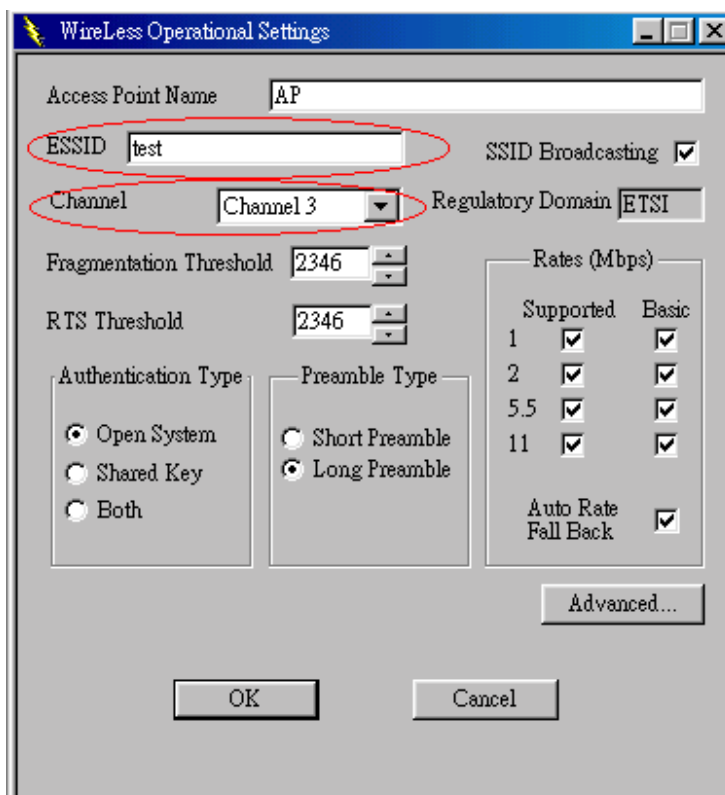 WireLess Operational Settings
Access Point Name AP
ESSID test SSID Broadcasting
Channel Channel 3 Regulatory Domain ETSI
Fragmentation Threshold 2346
RTS Threshold 2346
Rates (Mbps)
Supported Basic
1
2
5.5
11
Auto Rate
Fall Back
Authentication Type
Open System
Shared Key
Both
Preamble Type
Short Preamble
Long Preamble
Advanced...
OK Cancel